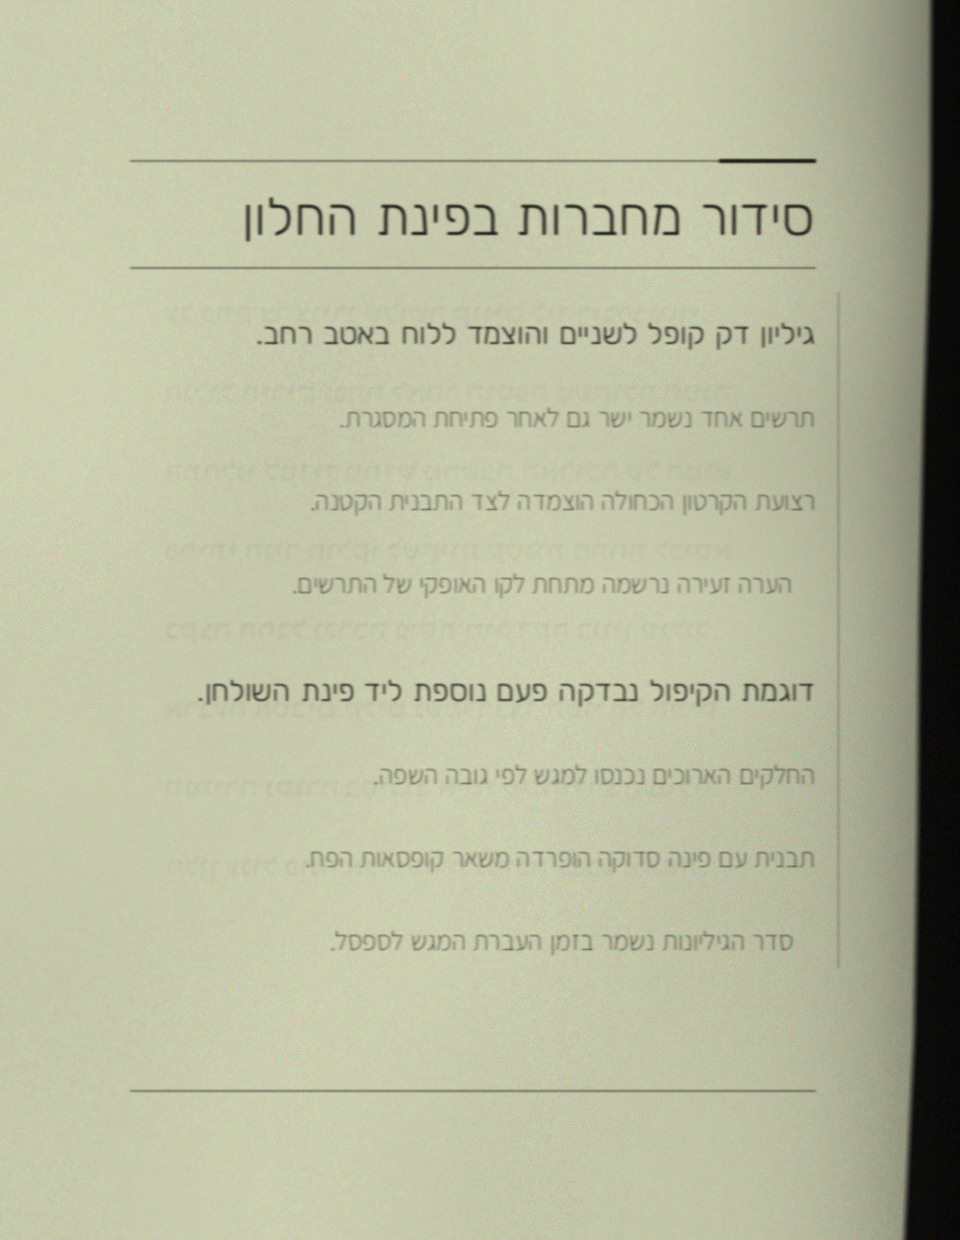 סידור מחברות בפינת החלון
גיליון דק קופל לשניים והוצמד ללוח באטב רחב.
תרשים אחד נשמר ישר גם לאחר פתיחת המסגרת.
רצועת הקרטון הכחולה הוצמדה לצד התבנית הקטנה.
הערה זעירה נרשמה מתחת לקו האופקי של התרשים.
דוגמת הקיפול נבדקה פעם נוספת ליד פינת השולחן.
החלקים הארוכים נכנסו למגש לפי גובה השפה.
תבנית עם פינה סדוקה הופרדה משאר קופסאות הפח.
סדר הגיליונות נשמר בזמן העברת המגש לספסל.